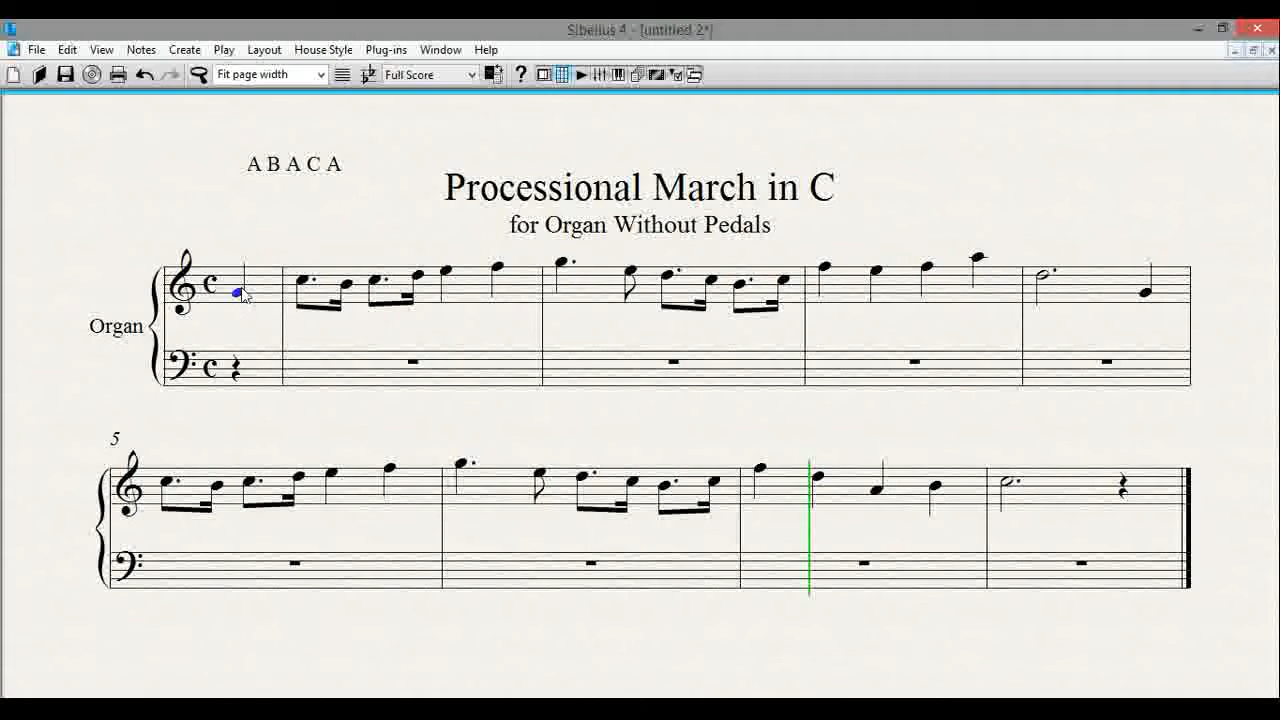 Sibelius 4 - [untitled 2*]
File Edit View Notes Create Play Layout House Style Plug-ins Window Help
Fit page width Full Score ?
A B A C A
Processional March in C
for Organ Without Pedals
Organ
5